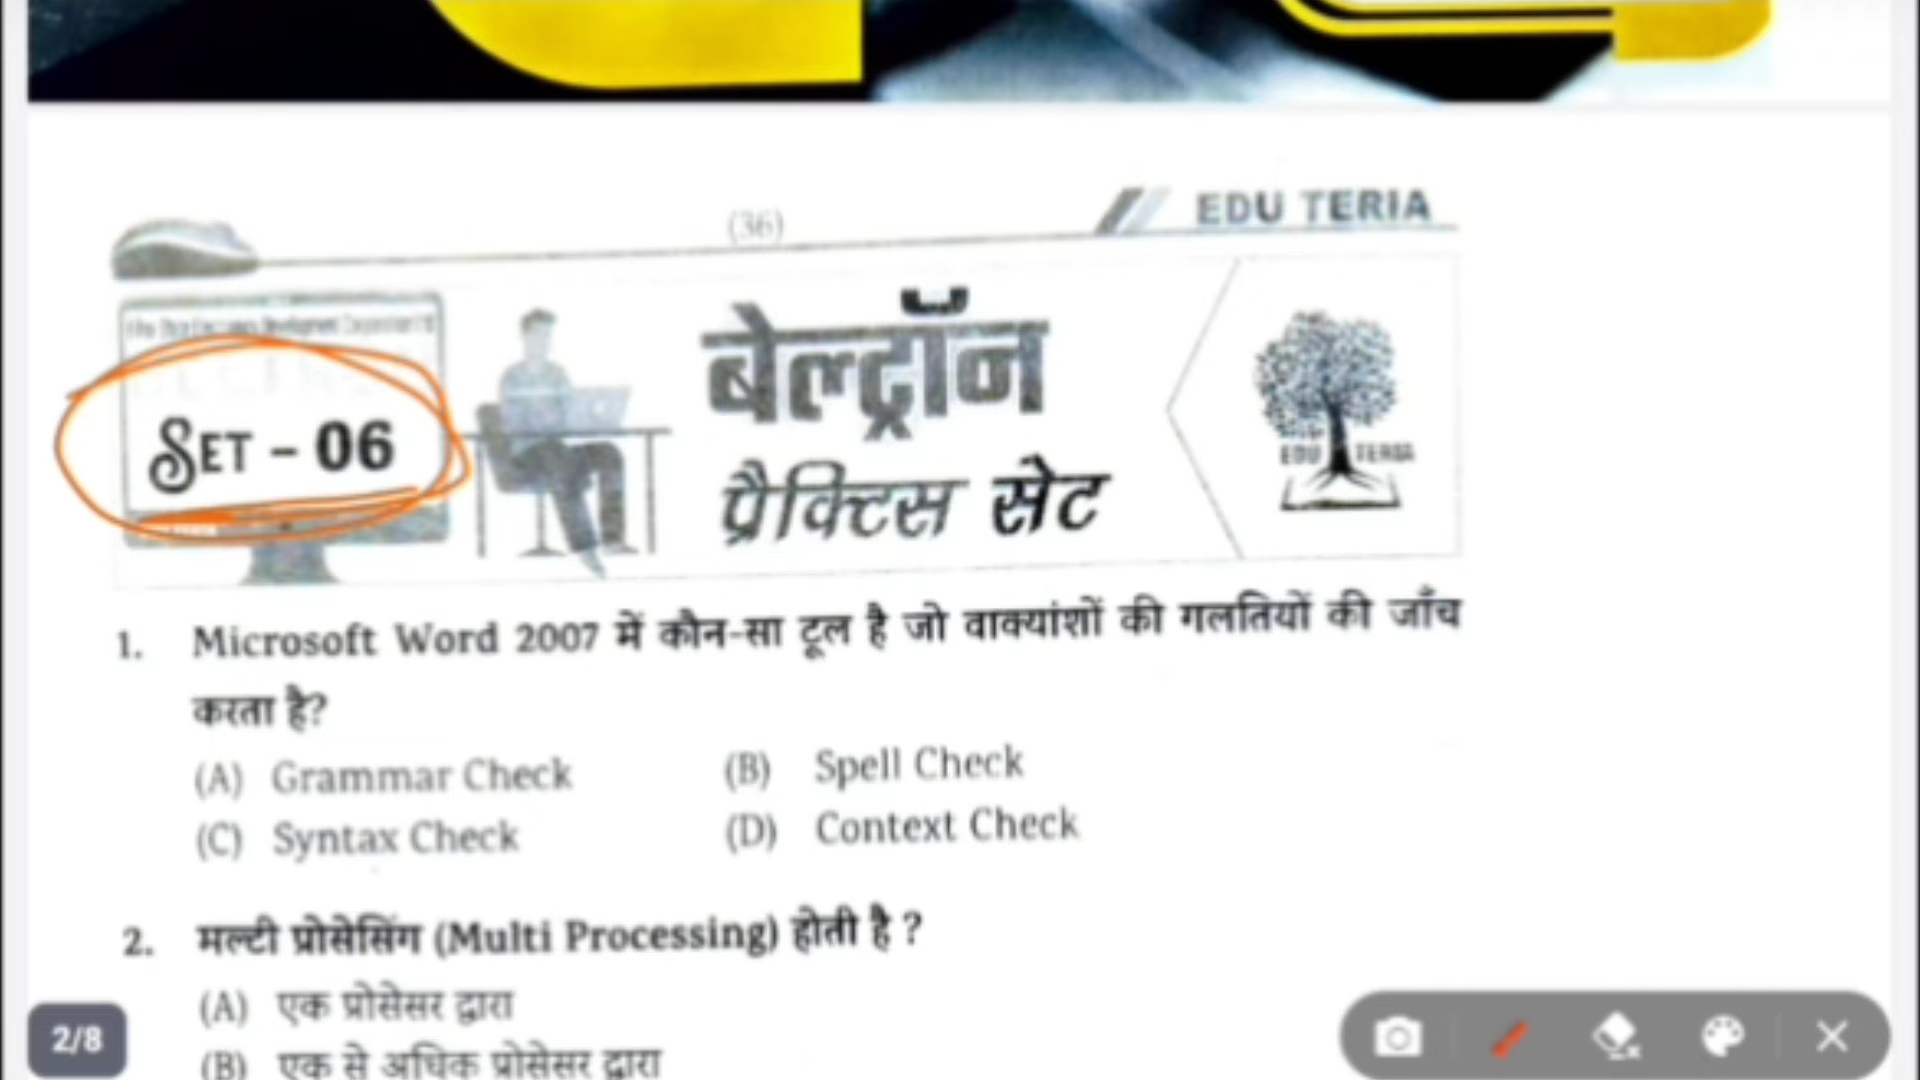 (36)
EDU TERIA
SET - 06
बेल्ट्रॉन
प्रैक्टिस सेट
EDU TERIA
1. Microsoft Word 2007 में कौन-सा टूल है जो वाक्यांशों की गलतियों की जाँच
करता है?
(A) Grammar Check (B) Spell Check
(C) Syntax Check (D) Context Check
2. मल्टी प्रोसेसिंग (Multi Processing) होती है ?
(A) एक प्रोसेसर द्वारा
(B) एक से अधिक प्रोसेसर द्वारा
2/8